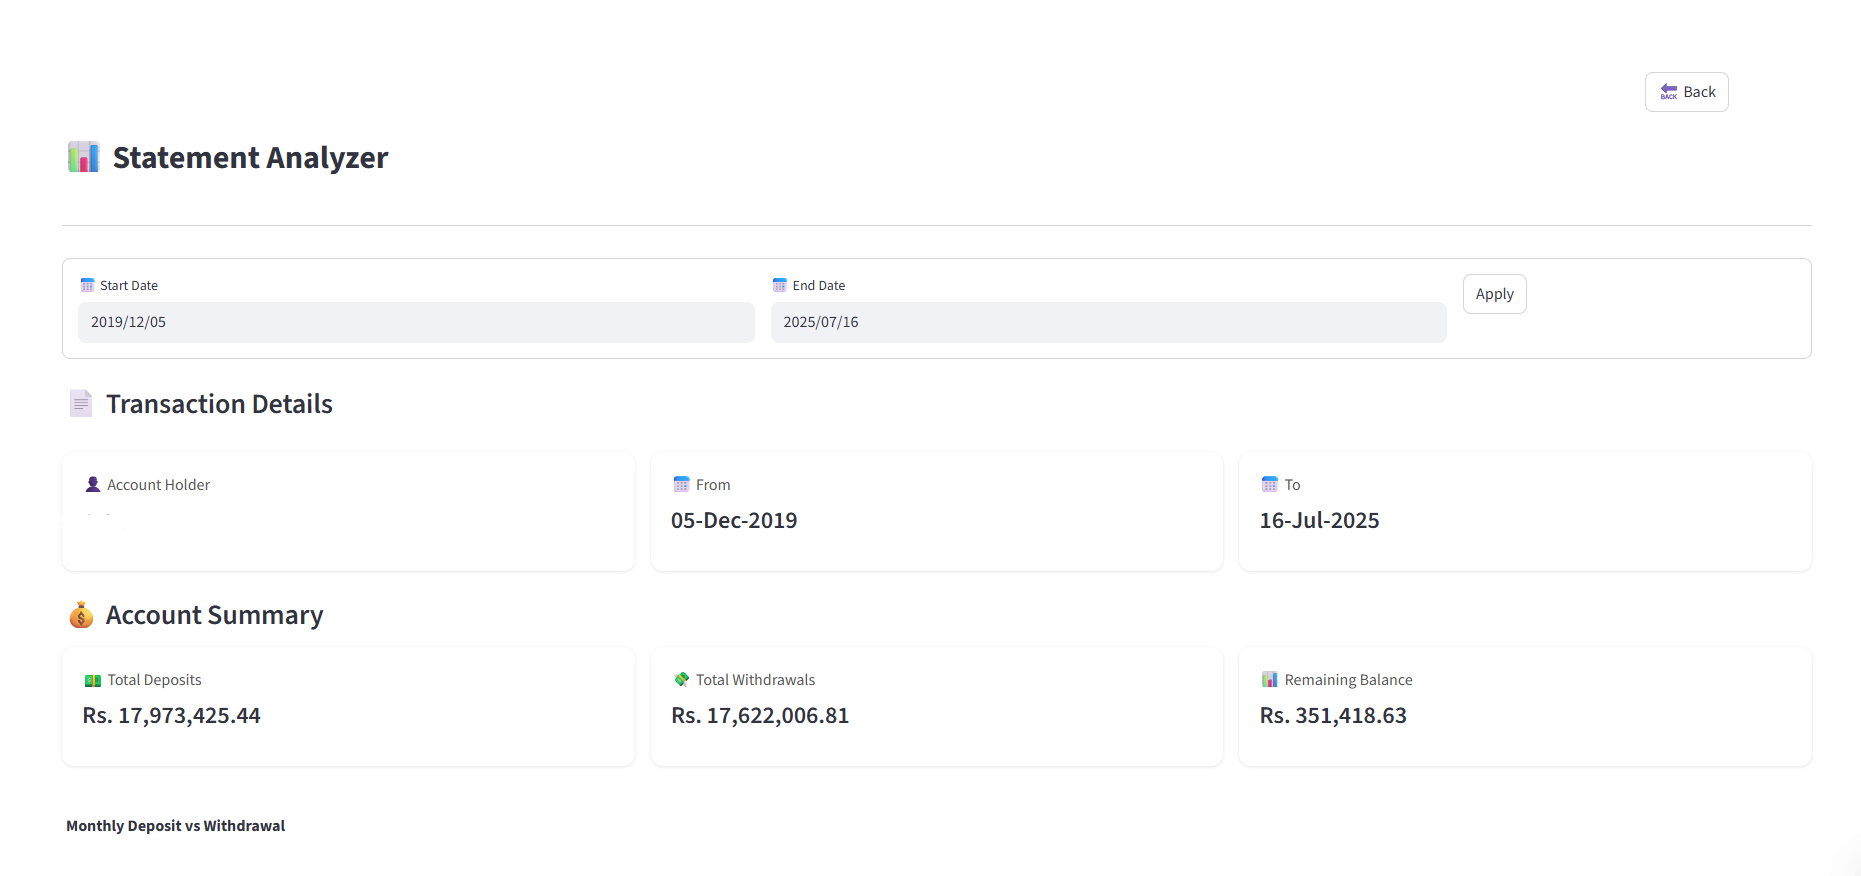 BACK Back
Statement Analyzer
Start Date
End Date
Apply
2019/12/05
2025/07/16
Transaction Details
Account Holder
From
To
05-Dec-2019
16-Jul-2025
Account Summary
Total Deposits
Total Withdrawals
Remaining Balance
Rs. 17,973,425.44
Rs. 17,622,006.81
Rs. 351,418.63
Monthly Deposit vs Withdrawal